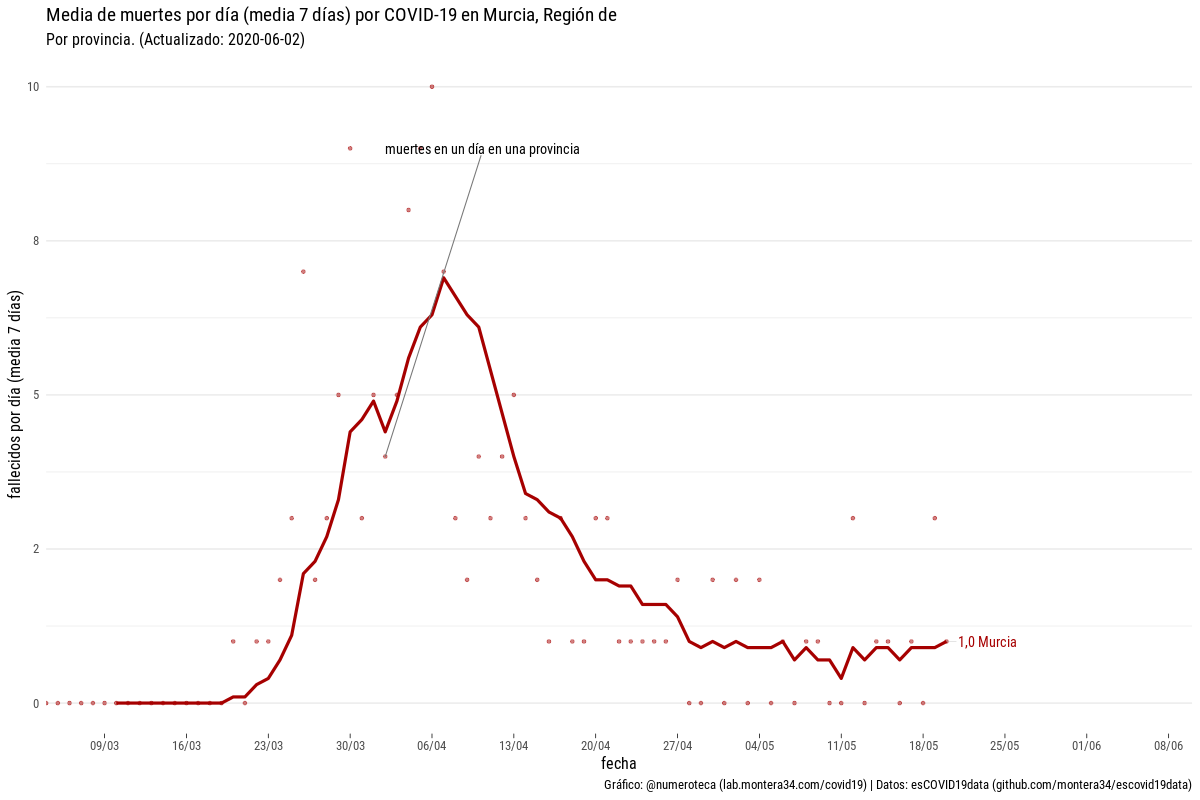 Media de muertes por día (media 7 días) por COVID-19 en Murcia, Región de
Por provincia. (Actualizado: 2020-06-02)
fallecidos por día (media 7 días)
10
8
5
2
0
muertes en un día en una provincia
1,0 Murcia
09/03 16/03 23/03 30/03 06/04 13/04 20/04 27/04 04/05 11/05 18/05 25/05 01/06 08/06
fecha
Gráfico: @numeroteca (lab.montera34.com/covid19) | Datos: esCOVID19data (github.com/montera34/escovid19data)